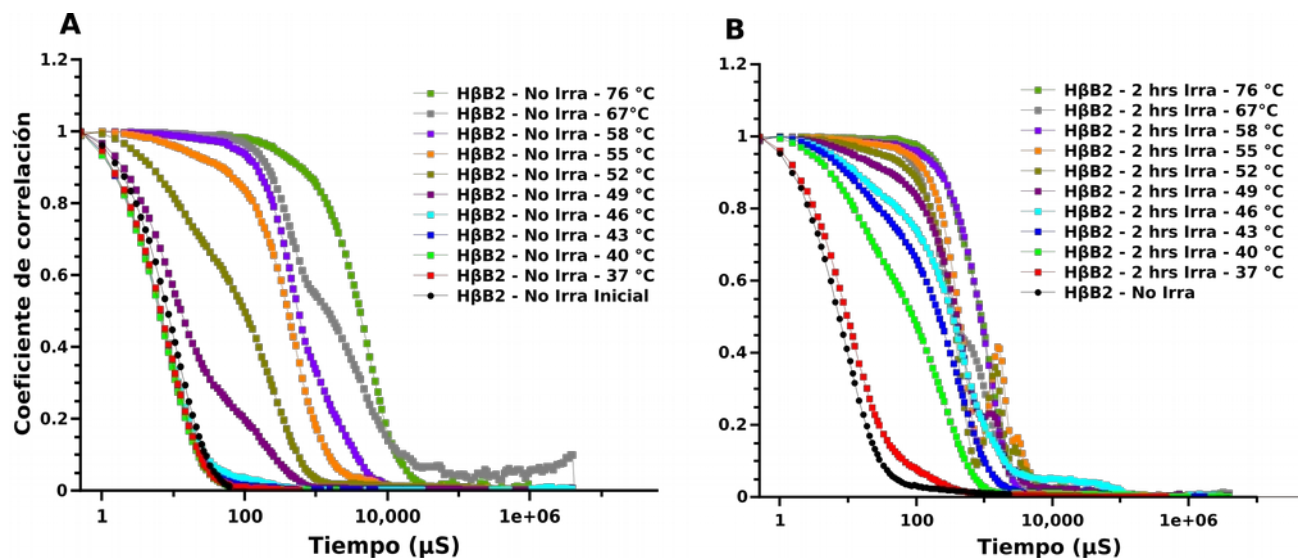 A
1.2
1
0.8
0.6
0.4
0.2
0
Coeficiente de correlación
1
100
10,000
1e+06
Tiempo (µS)
HβB2 - No Irra - 76 °C
HβB2 - No Irra - 67°C
HβB2 - No Irra - 58 °C
HβB2 - No Irra - 55 °C
HβB2 - No Irra - 52 °C
HβB2 - No Irra - 49 °C
HβB2 - No Irra - 46 °C
HβB2 - No Irra - 43 °C
HβB2 - No Irra - 40 °C
HβB2 - No Irra - 37 °C
HβB2 - No Irra Inicial
B
1.2
1
0.8
0.6
0.4
0.2
0
1
100
10,000
1e+06
Tiempo (µS)
HβB2 - 2 hrs Irra - 76 °C
HβB2 - 2 hrs Irra - 67°C
HβB2 - 2 hrs Irra - 58 °C
HβB2 - 2 hrs Irra - 55 °C
HβB2 - 2 hrs Irra - 52 °C
HβB2 - 2 hrs Irra - 49 °C
HβB2 - 2 hrs Irra - 46 °C
HβB2 - 2 hrs Irra - 43 °C
HβB2 - 2 hrs Irra - 40 °C
HβB2 - 2 hrs Irra - 37 °C
HβB2 - No Irra